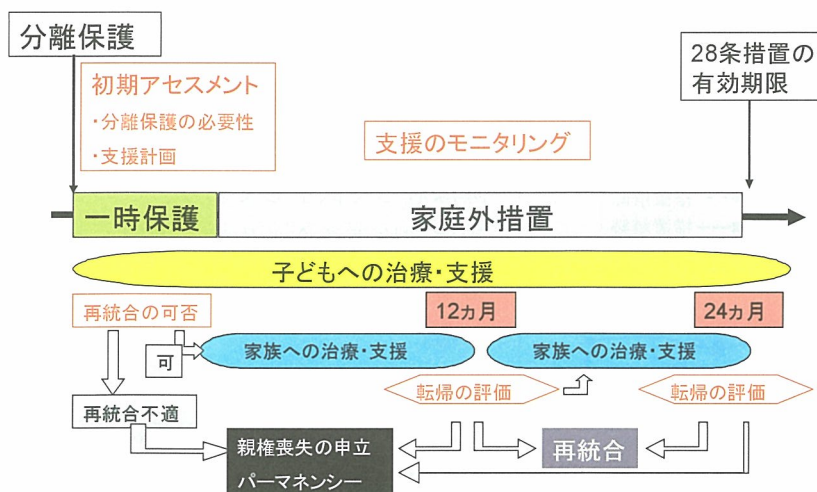 分離保護
28条措置の
有効期限
初期アセスメント
・分離保護の必要性
・支援計画
支援のモニタリング
一時保護
家庭外措置
子どもへの治療・支援
再統合の可否
12ヵ月
24ヵ月
可
家族への治療・支援
家族への治療・支援
転帰の評価
転帰の評価
再統合不適
親権喪失の申立
パーマネンシー
再統合